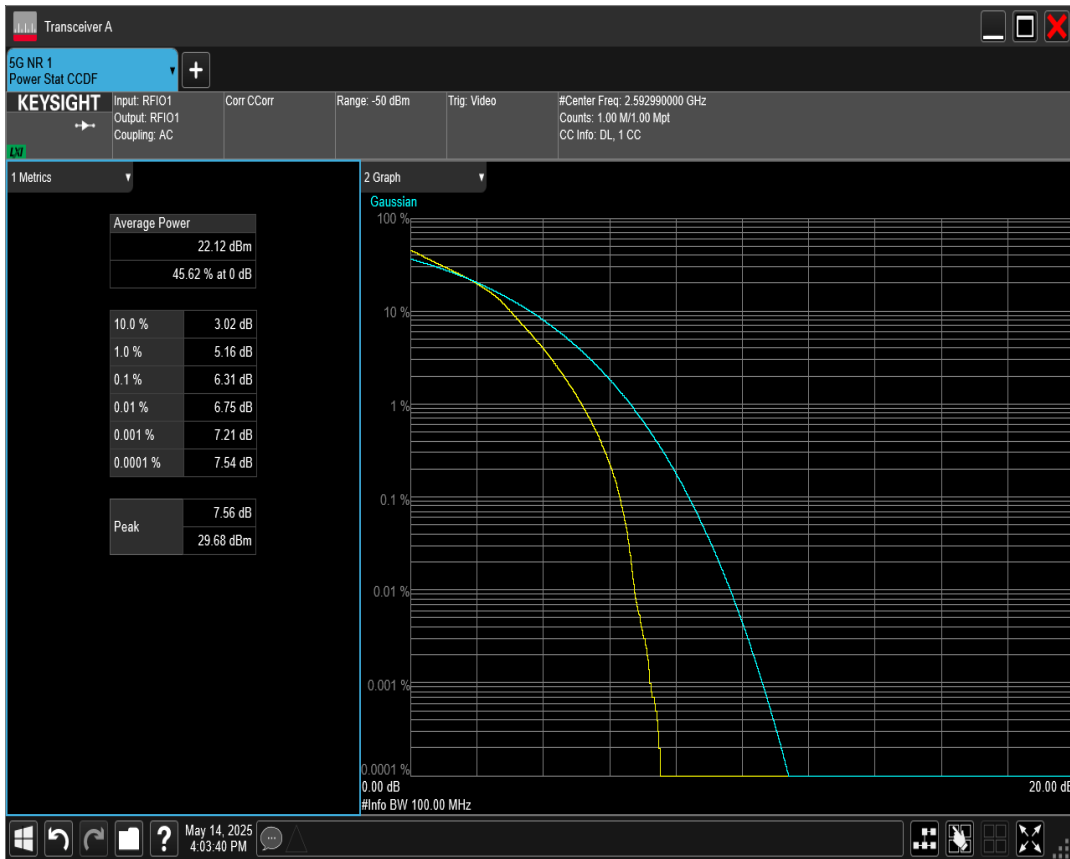 Transceiver A
5G NR 1
Power Stat CCDF
KEYSIGHT
LXI
Input: RFIO1
Output: RFIO1
Coupling: AC
Corr CCorr
Range: -50 dBm
Trig: Video
#Center Freq: 2.592990000 GHz
Counts: 1.00 M/1.00 Mpt
CC Info: DL, 1 CC
1 Metrics
Average Power
22.12 dBm
45.62 % at 0 dB
10.0 % 3.02 dB
1.0 % 5.16 dB
0.1 % 6.31 dB
0.01 % 6.75 dB
0.001 % 7.21 dB
0.0001 % 7.54 dB
Peak
7.56 dB
29.68 dBm
2 Graph
Gaussian
100 %
10 %
1 %
0.1 %
0.01 %
0.001 %
0.0001 %
0.00 dB
20.00 dB
#Info BW 100.00 MHz
?
May 14, 2025
4:03:40 PM